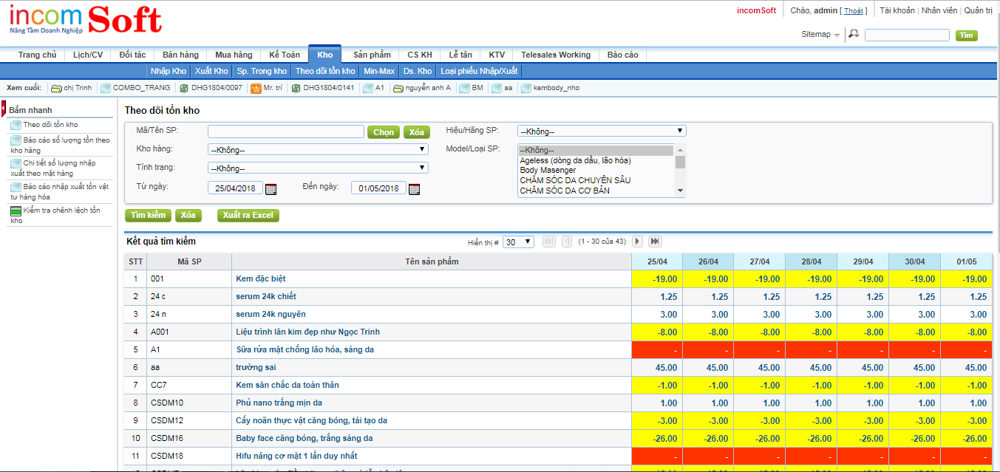 incom Soft
Nâng Tầm Doanh Nghiệp
incomSoft Chào, admin [ Thoát ] Tài khoản | Nhân viên | Quản trị
Sitemap Tìm
Trang chủ Lịch/CV Đối tác Bán hàng Mua hàng Kế Toán Kho Sản phẩm CS KH Lễ tân KTV Telesales Working Báo cáo
Nhập Kho Xuất Kho Sp. Trong kho Theo dõi tồn kho Min-Max Ds. Kho Loại phiếu Nhập/Xuất
Xem cuối: chị Trinh COMBO_TRANG DHG1804/0097 Mr. trí DHG1804/0141 A1 nguyễn anh A BM aa kembody_nho
Bấm nhanh
Theo dõi tồn kho
Báo cáo số lượng tồn theo
kho hàng
Chi tiết số lượng nhập
xuất theo mặt hàng
Báo cáo nhập xuất tồn vật
tư hàng hóa
Kiểm tra chênh lệch tồn
kho
Theo dõi tồn kho
Mã/Tên SP: Chọn Xóa Hiệu/Hãng SP: --Không--
Kho hàng: --Không-- Model/Loại SP: --Không--
Ageless (dòng da dầu, lão hóa)
Tình trạng: --Không-- Body Masenger
CHĂM SÓC DA CHUYÊN SÂU
Từ ngày: 25/04/2018 Đến ngày: 01/05/2018 CHĂM SÓC DA CƠ BẢN
Tìm kiếm Xóa Xuất ra Excel
Kết quả tìm kiếm Hiển thị # 30 (1 - 30 của 43)
STT Mã SP Tên sản phẩm 25/04 26/04 27/04 28/04 29/04 30/04 01/05
1 001 Kem đặc biệt -19.00 -19.00 -19.00 -19.00 -19.00 -19.00 -19.00
2 24 c serum 24k chiết 1.25 1.25 1.25 1.25 1.25 1.25 1.25
3 24 n serum 24k nguyên 3.00 3.00 3.00 3.00 3.00 3.00 3.00
4 A001 Liệu trình lăn kim đẹp như Ngọc Trinh -8.00 -8.00 -8.00 -8.00 -8.00 -8.00 -8.00
5 A1 Sữa rửa mặt chống lão hóa, sáng da - - - - - - -
6 aa trường sai 45.00 45.00 45.00 45.00 45.00 45.00 45.00
7 CC7 Kem săn chắc da toàn thân -1.00 -1.00 -1.00 -1.00 -1.00 -1.00 -1.00
8 CSDM10 Phủ nano trắng mịn da 1.00 1.00 1.00 1.00 1.00 1.00 1.00
9 CSDM12 Cấy noãn thực vật căng bóng, tái tạo da -3.00 -3.00 -3.00 -3.00 -3.00 -3.00 -3.00
10 CSDM16 Baby face căng bóng, trắng sáng da -26.00 -26.00 -26.00 -26.00 -26.00 -26.00 -26.00
11 CSDM18 Hifu nâng cơ mặt 1 lần duy nhất - - - - - - -